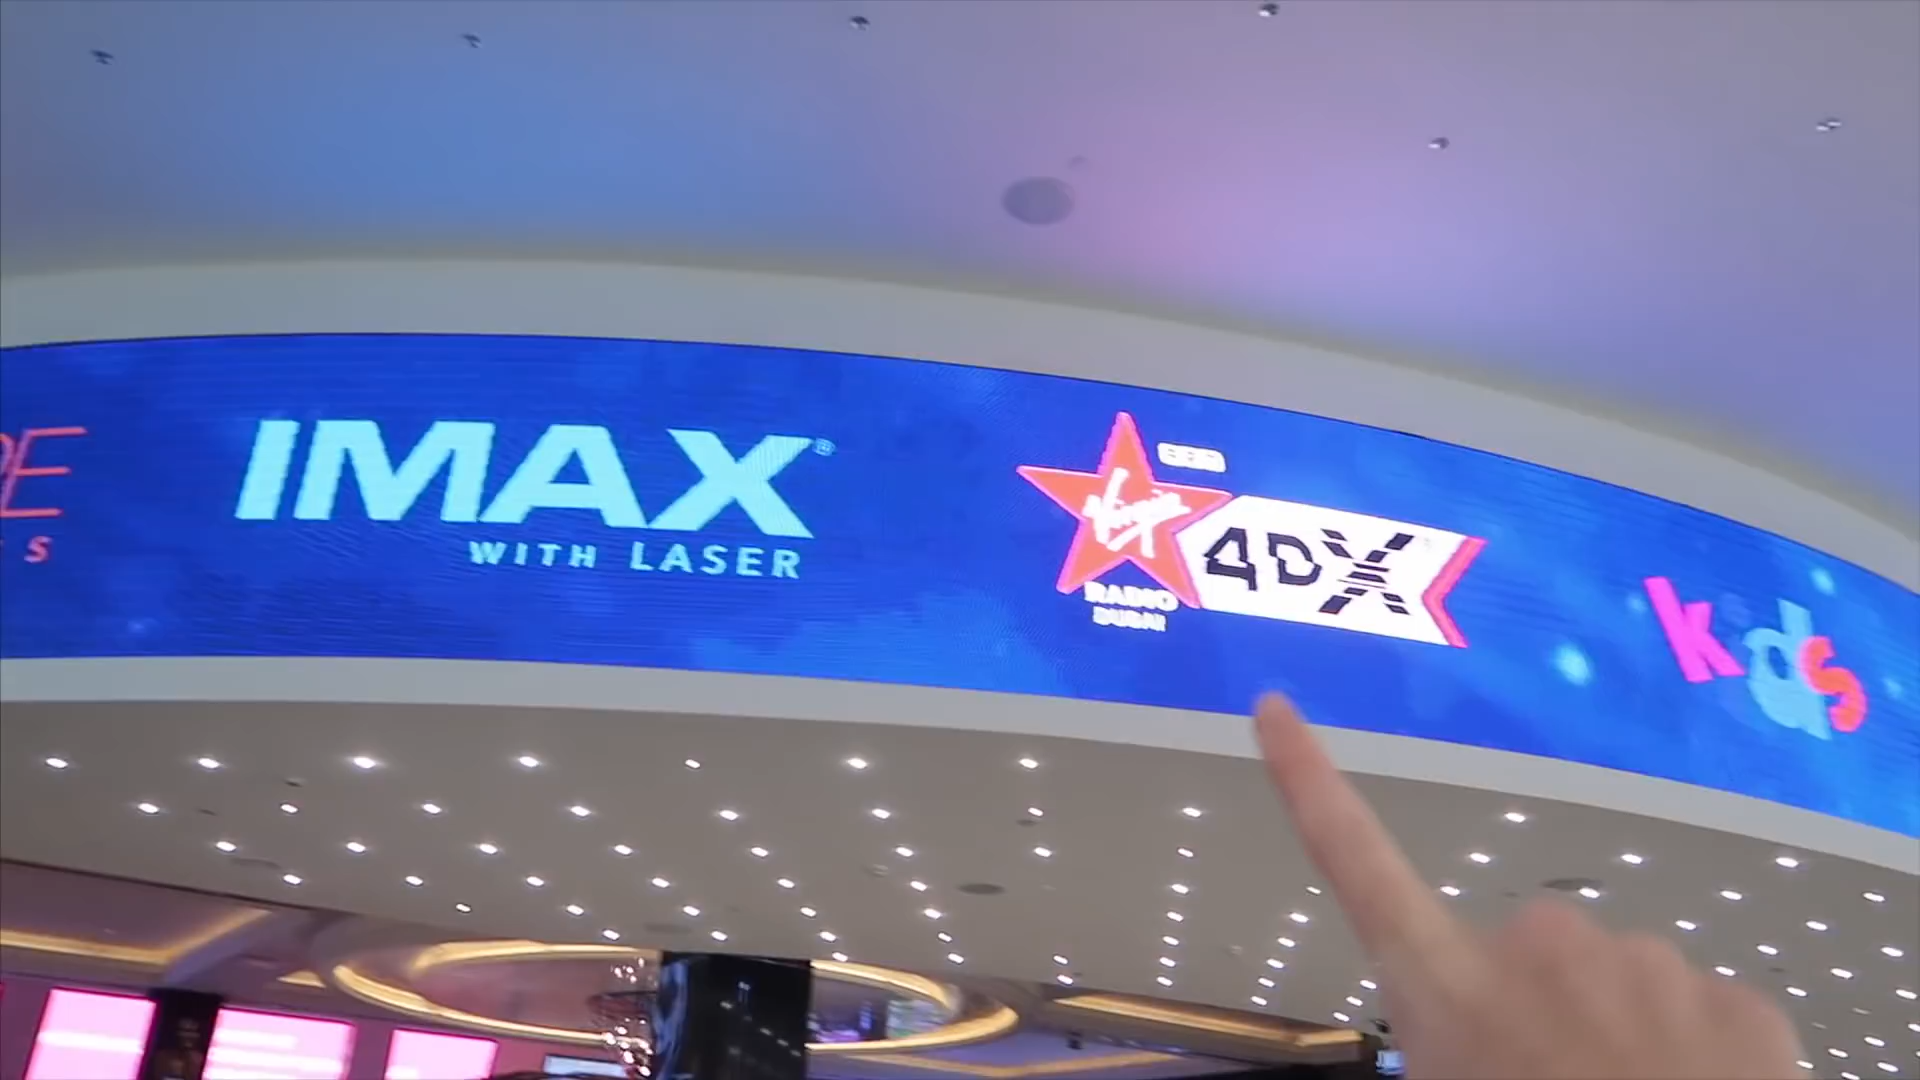 IMAX®
WITH LASER
Virgin
RADIO
DUBAI
4DX
kids